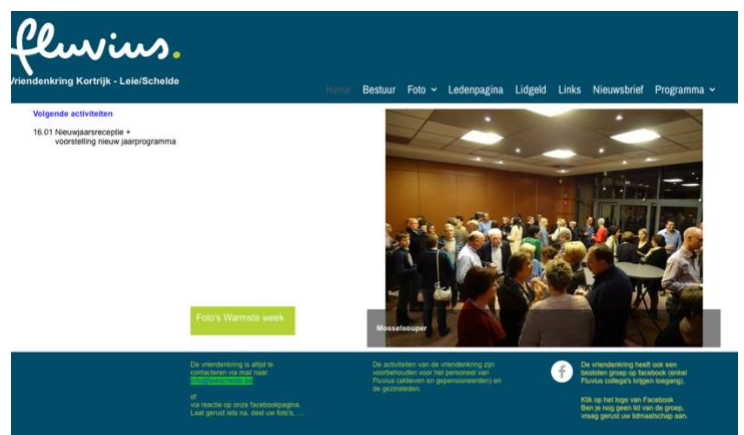 fluvius.
Vriendenkring Kortrijk - Leie/Schelde
Home Bestuur Foto Ledenpagina Lidgeld Links Nieuwsbrief Programma
Volgende activiteiten
16.01 Nieuwjaarsreceptie +
voorstelling nieuw jaarprogramma
Foto's Warmste week
Mosselsouper
De vriendenkring is altijd te
contacteren via mail naar
of
via reactie op onze facebookpagina.
Laat gerust iets na, deel uw foto's, ...
De activiteiten van de vriendenkring zijn
voorbehouden voor het personeel van
Fluvius (aktieven en gepensioneerden) en
de gezinsleden.
De vriendenkring heeft ook een
besloten groep op facebook (enkel
Fluvius collega's krijgen toegang).
Klik op het logo van Facebook
Ben je nog geen lid van de groep,
vraag gerust uw lidmaatschap aan.